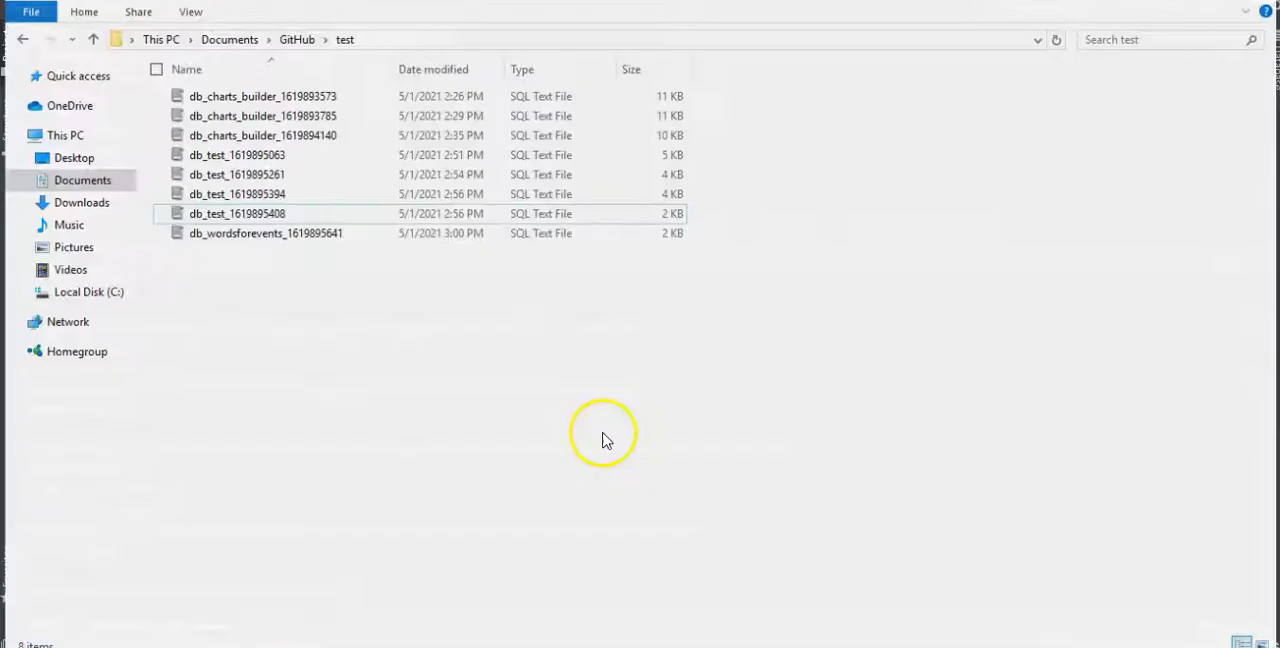 File Home Share View
This PC Documents GitHub test Search test
Name Date modified Type Size
Quick access
OneDrive
This PC
Desktop
Documents
Downloads
Music
Pictures
Videos
Local Disk (C:)
Network
Homegroup
db_charts_builder_1619893573 5/1/2021 2:26 PM SQL Text File 11 KB
db_charts_builder_1619893785 5/1/2021 2:29 PM SQL Text File 11 KB
db_charts_builder_1619894140 5/1/2021 2:35 PM SQL Text File 10 KB
db_test_1619895063 5/1/2021 2:51 PM SQL Text File 5 KB
db_test_1619895261 5/1/2021 2:54 PM SQL Text File 4 KB
db_test_1619895394 5/1/2021 2:56 PM SQL Text File 4 KB
db_test_1619895408 5/1/2021 2:56 PM SQL Text File 2 KB
db_wordsforevents_1619895641 5/1/2021 3:00 PM SQL Text File 2 KB
8 items